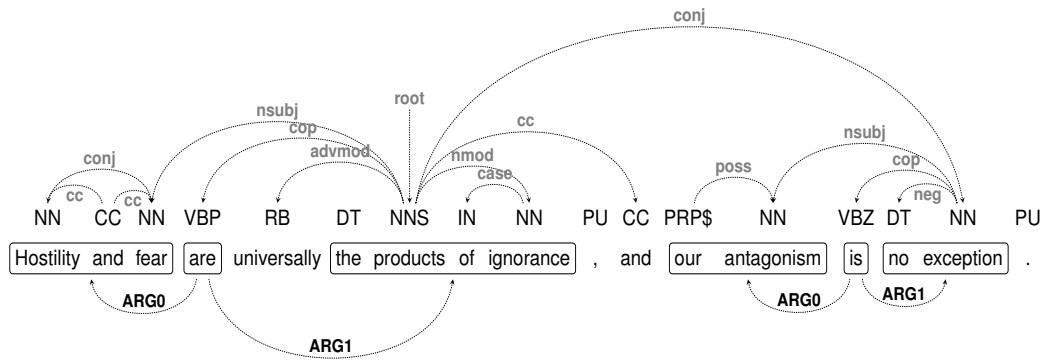 conj
root
nsubj cc nsubj
cop
conj advmod nmod poss cop
cc cc case neg
NN CC NN VBP RB DT NNS IN NN PU CC PRP$ NN VBZ DT NN PU
Hostility and fear are universally the products of ignorance , and our antagonism is no exception .
ARG0 ARG0 ARG1
ARG1